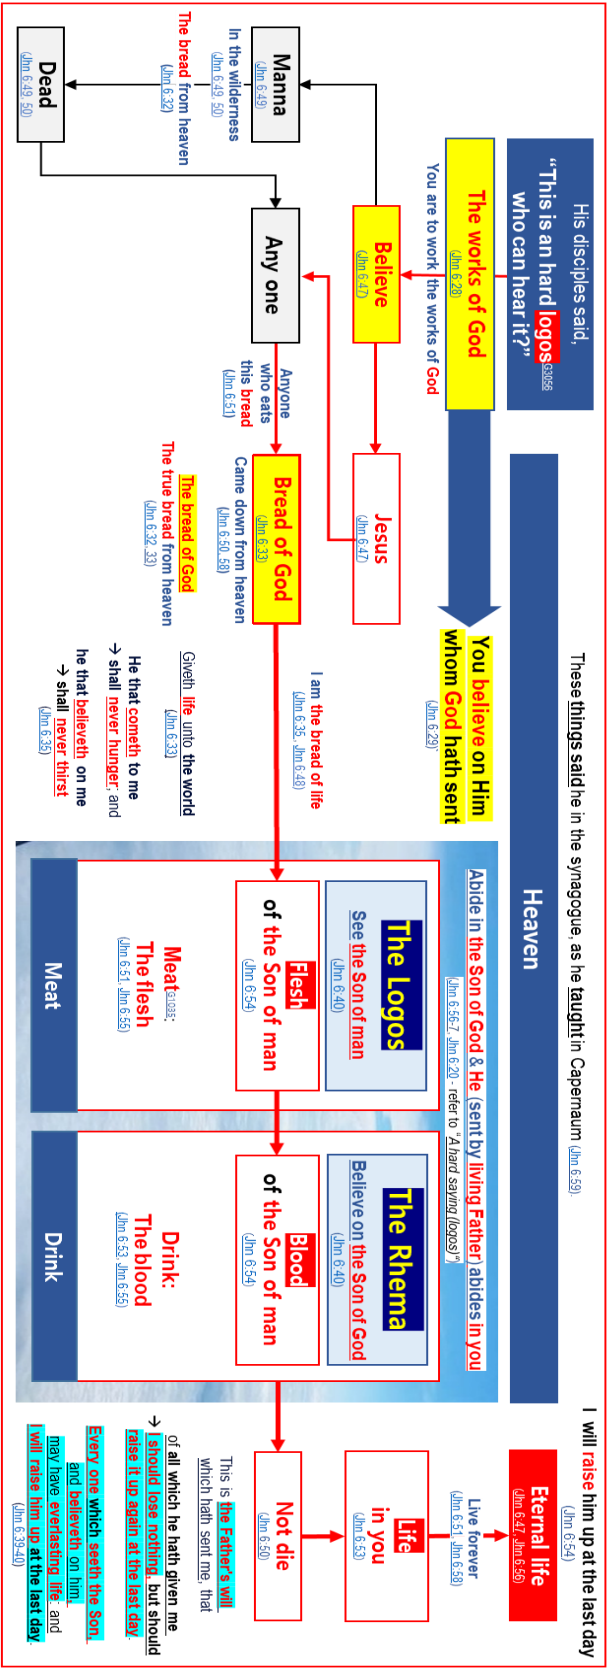 These things said he in the synagogue, as he taught in Capernaum (Jhn 6:59).
I will raise him up at the last day
(Jhn 6:54)
His disciples said,
“This is an hard logosG3056
who can hear it?”
Heaven
Eternal life
(Jhn 6:47, Jhn 6:56)
The works of God
(Jhn 6:28)
You are to work the works of God
You believe on Him
whom God hath sent
(Jhn 6:29)
Abide in the Son of God & He (sent by living Father) abides in you
(Jhn 6:56-7, Jhn 6:20 - refer to “A hard saying (logos)”)
Live forever
(Jhn 6:51, Jhn 6:58)
Believe
(Jhn 6:47)
Jesus
(Jhn 6:47)
The Logos
See the Son of man
(Jhn 6:40)
The Rhema
Believe on the Son of God
(Jhn 6:40)
Life
in you
(Jhn 6:53)
Manna
(Jhn 6:49)
In the wilderness
(Jhn 6:49, 50)
The bread from heaven
(Jhn 6:32)
Dead
(Jhn 6:49, 50)
Any one
Anyone
who eats
this bread
(Jhn 6:51)
Bread of God
(Jhn 6:33)
Came down from heaven
(Jhn 6:50, 58)
The bread of God
The true bread from heaven
(Jhn 6:32, 33)
I am the bread of life
(Jhn 6:35, Jhn 6:48)
Giveth life unto the world
(Jhn 6:33)
He that cometh to me
→ shall never hunger; and
he that believeth on me
→ shall never thirst
(Jhn 6:35)
Flesh
of the Son of man
(Jhn 6:54)
MeatG1035:
The flesh
(Jhn 6:51, Jhn 6:55)
Meat
Blood
of the Son of man
(Jhn 6:54)
Drink:
The blood
(Jhn 6:53, Jhn 6:55)
Drink
Not die
(Jhn 6:50)
This is the Father’s will
which hath sent me, that
of all which he hath given me
→ I should lose nothing, but should
raise it up again at the last day.
Every one which seeth the Son,
and believeth on him,
may have everlasting life: and
I will raise him up at the last day.
(Jhn 6:39-40)